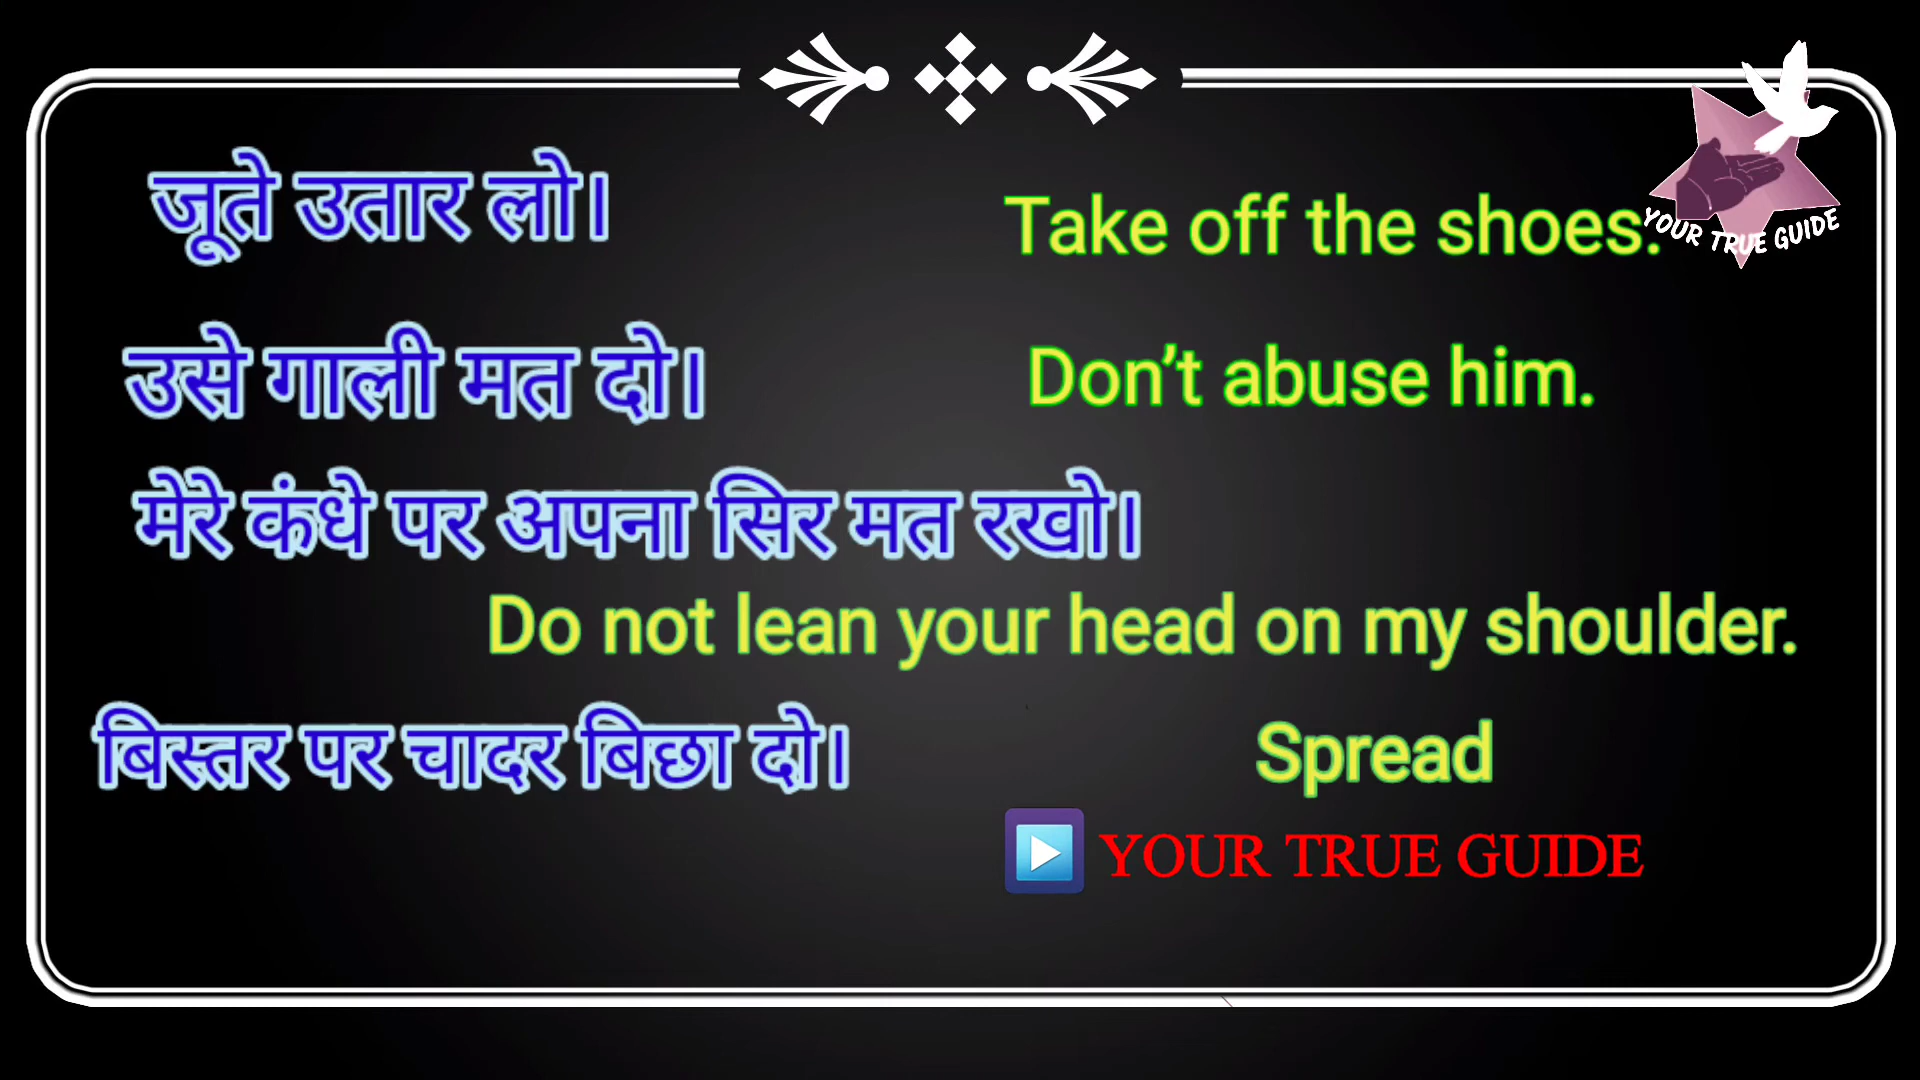 जूते उतार लो।
Take off the shoes.
YOUR TRUE GUIDE
उसे गाली मत दो।
Don’t abuse him.
मेरे कंधे पर अपना सिर मत रखो।
Do not lean your head on my shoulder.
बिस्तर पर चादर बिछा दो।
Spread
YOUR TRUE GUIDE